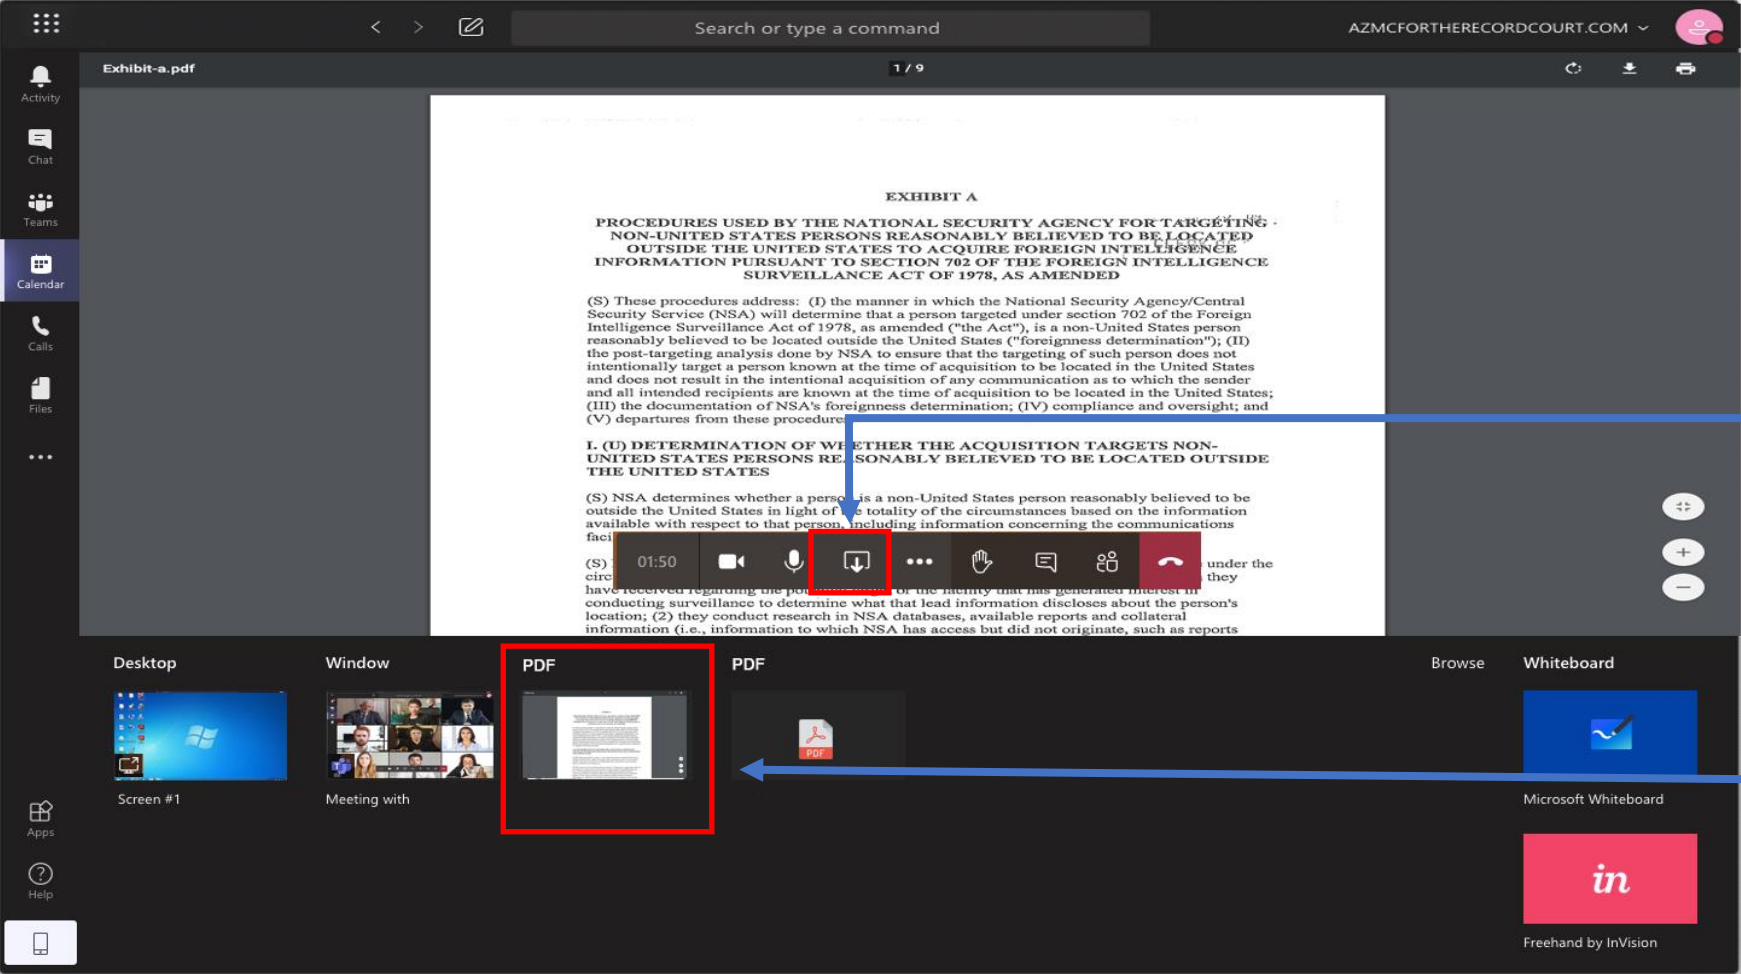 Search or type a command
AZMCFORTHERECORDCOURT.COM
Exhibit-a.pdf
1 / 9
Activity
Chat
Teams
Calendar
Calls
Files
Apps
Help
EXHIBIT A
PROCEDURES USED BY THE NATIONAL SECURITY AGENCY FOR TARGETING
NON-UNITED STATES PERSONS REASONABLY BELIEVED TO BE LOCATED
OUTSIDE THE UNITED STATES TO ACQUIRE FOREIGN INTELLIGENCE
INFORMATION PURSUANT TO SECTION 702 OF THE FOREIGN INTELLIGENCE
SURVEILLANCE ACT OF 1978, AS AMENDED
(S) These procedures address: (I) the manner in which the National Security Agency/Central
Security Service (NSA) will determine that a person targeted under section 702 of the Foreign
Intelligence Surveillance Act of 1978, as amended ("the Act"), is a non-United States person
reasonably believed to be located outside the United States ("foreignness determination"); (II)
the post-targeting analysis done by NSA to ensure that the targeting of such person does not
intentionally target a person known at the time of acquisition to be located in the United States
and does not result in the intentional acquisition of any communication as to which the sender
and all intended recipients are known at the time of acquisition to be located in the United States;
(III) the documentation of NSA's foreignness determination; (IV) compliance and oversight; and
(V) departures from these procedures
I. (U) DETERMINATION OF WHETHER THE ACQUISITION TARGETS NON-
UNITED STATES PERSONS REASONABLY BELIEVED TO BE LOCATED OUTSIDE
THE UNITED STATES
(S) NSA determines whether a person is a non-United States person reasonably believed to be
outside the United States in light of the totality of the circumstances based on the information
available with respect to that person, including information concerning the communications
faci
(S) under the
circ they
have received regarding the of the facility that has generated interest in
conducting surveillance to determine what that lead information discloses about the person's
location; (2) they conduct research in NSA databases, available reports and collateral
information (i.e., information to which NSA has access but did not originate, such as reports
01:50
Desktop
Window
PDF
PDF
Browse
Whiteboard
PDF
Screen #1
Meeting with
Microsoft Whiteboard
in
Freehand by InVision